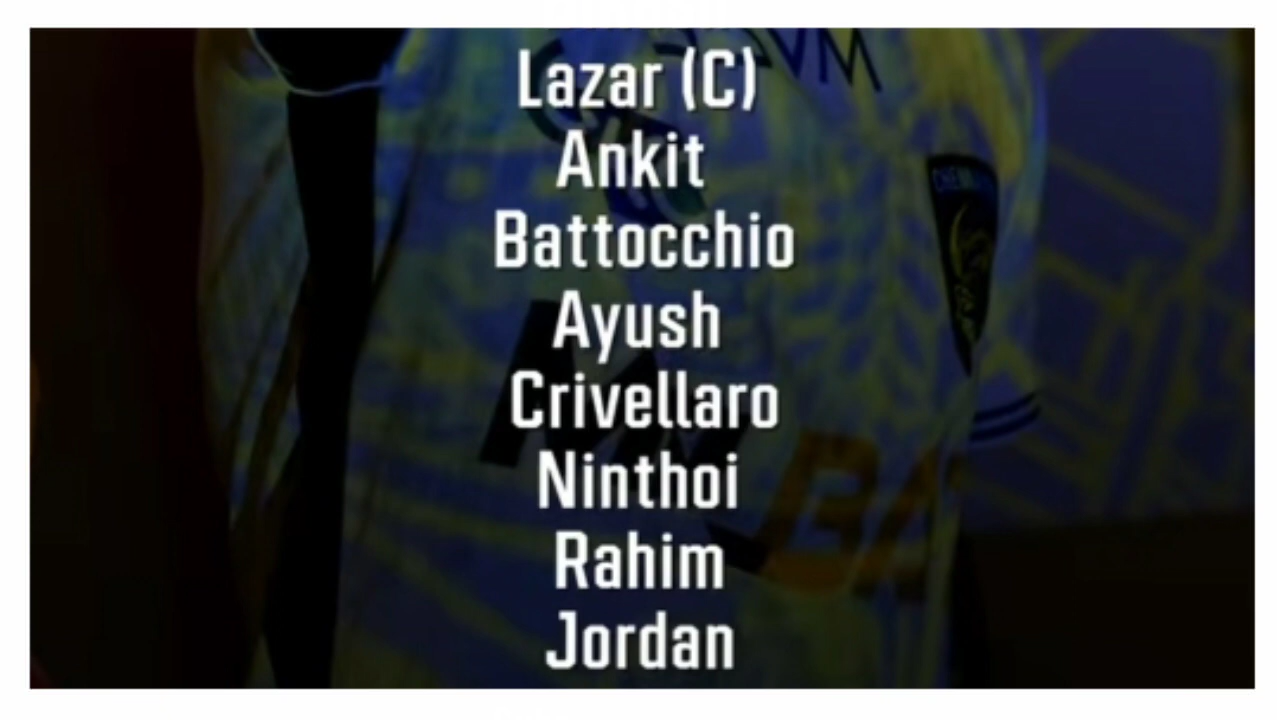 Lazar (C)
Ankit
Battocchio
Ayush
Crivellaro
Ninthoi
Rahim
Jordan